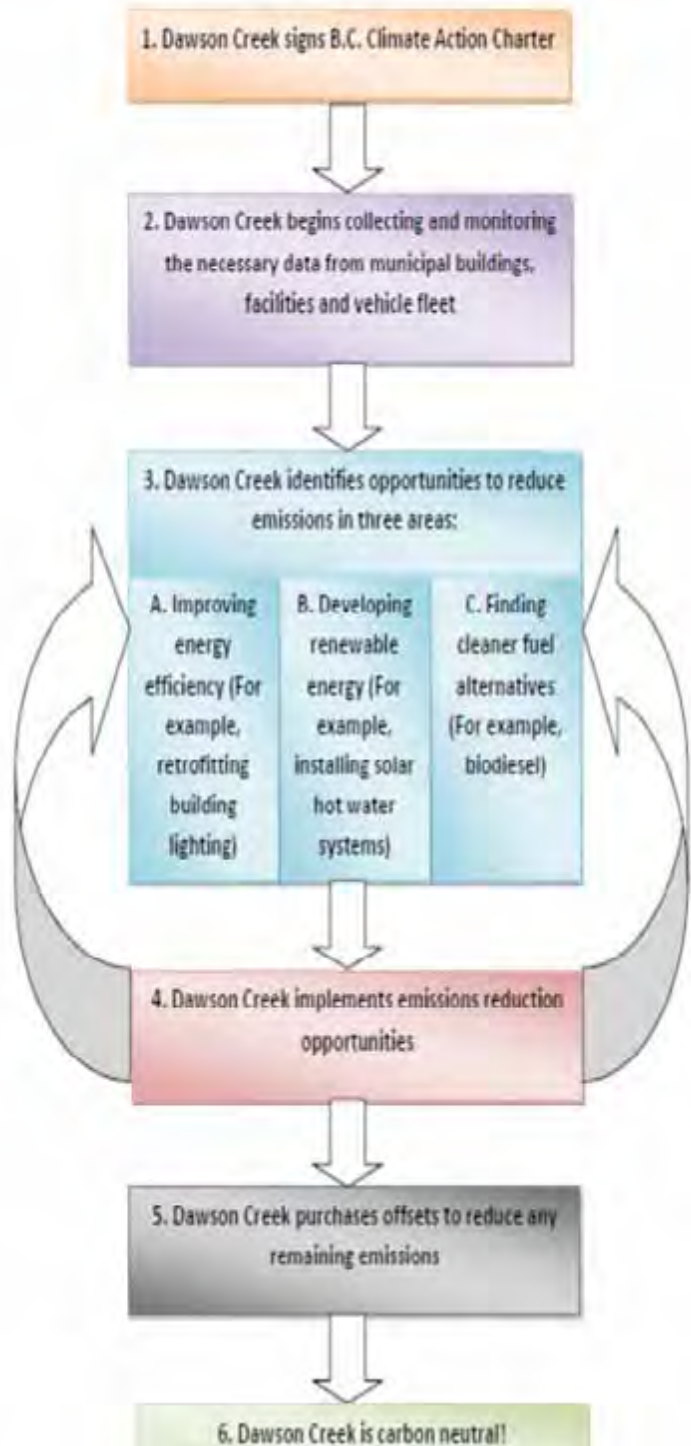 1. Dawson Creek signs B.C. Climate Action Charter
2. Dawson Creek begins collecting and monitoring
the necessary data from municipal buildings,
facilities and vehicle fleet
3. Dawson Creek identifies opportunities to reduce
emissions in three areas:
A. Improving
energy
efficiency (For
example,
retrofitting
building
lighting)
B. Developing
renewable
energy (For
example,
installing solar
hot water
systems)
C. Finding
cleaner fuel
alternatives
(For example,
biodiesel)
4. Dawson Creek implements emissions reduction
opportunities
5. Dawson Creek purchases offsets to reduce any
remaining emissions
6. Dawson Creek is carbon neutral!